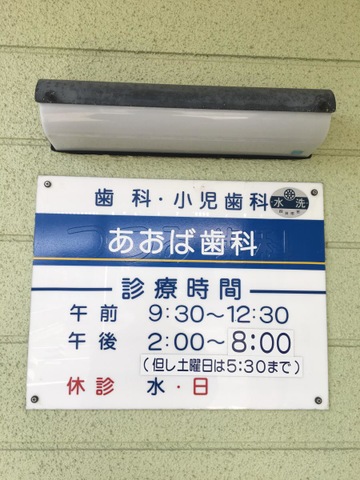 歯科・小児歯科
水洗
あおば歯科
診療時間
午前 9:30〜12:30
午後 2:00〜8:00
(但し土曜日は5:30まで)
休診 水・日